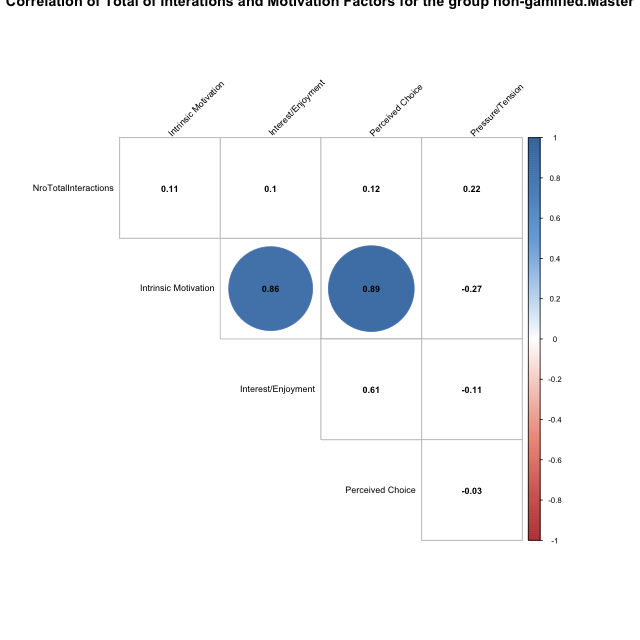 Correlation of Total of Interations and Motivation Factors for the group non-gamified.Master
Intrinsic Motivation
Interest/Enjoyment
Perceived Choice
Pressure/Tension
NroTotalInteractions
0.11
0.1
0.12
0.22
Intrinsic Motivation
0.86
0.89
-0.27
Interest/Enjoyment
0.61
-0.11
Perceived Choice
-0.03
1
0.8
0.6
0.4
0.2
0
-0.2
-0.4
-0.6
-0.8
-1